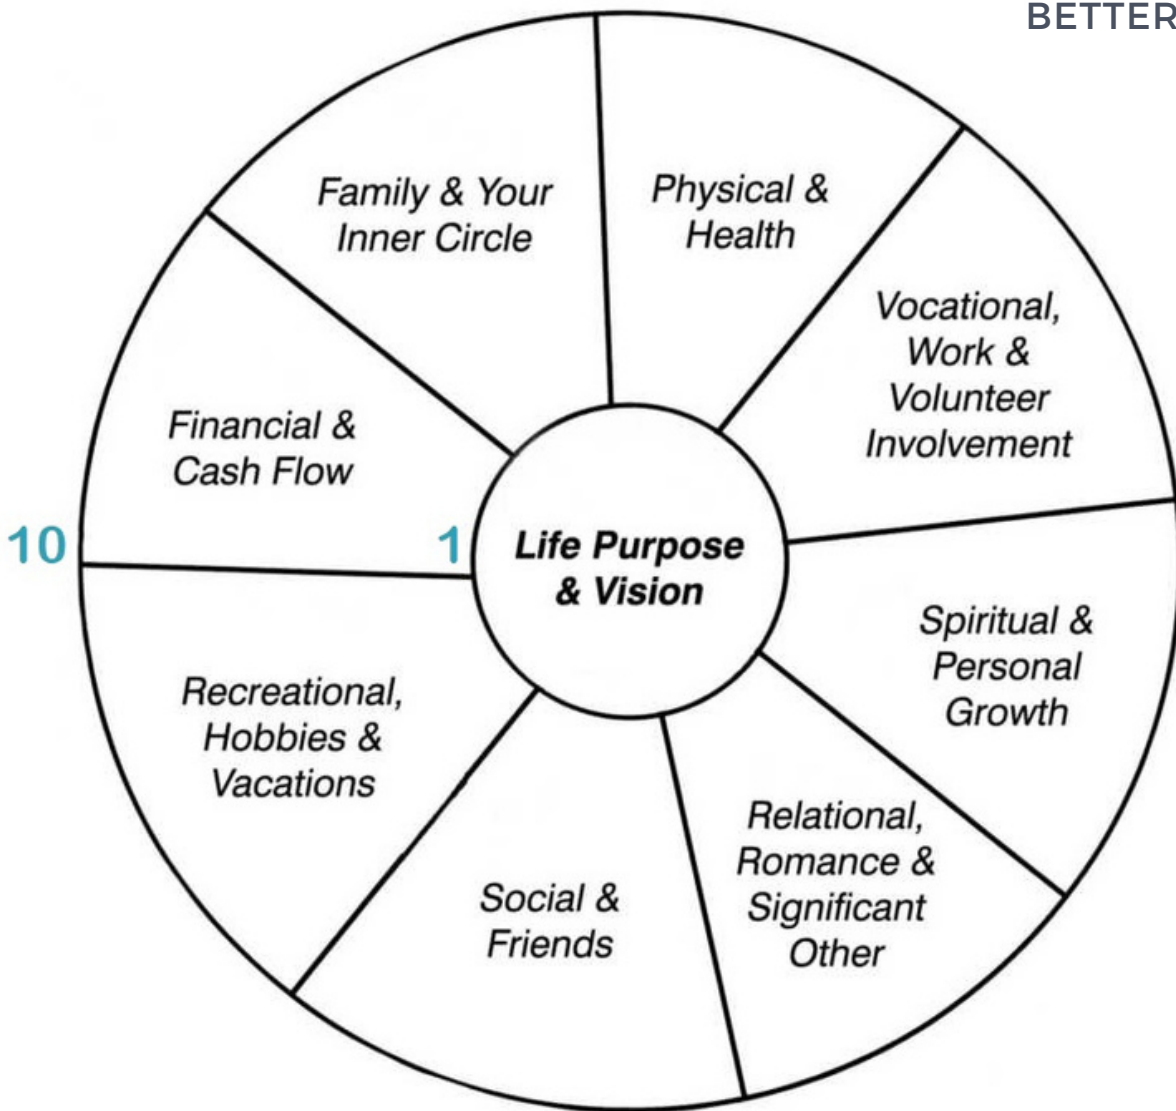 BETTER
Family & Your
Inner Circle
Physical &
Health
Vocational,
Work &
Volunteer
Involvement
Financial &
Cash Flow
10
1
Life Purpose
& Vision
Spiritual &
Personal
Growth
Recreational,
Hobbies &
Vacations
Relational,
Romance &
Significant
Other
Social &
Friends